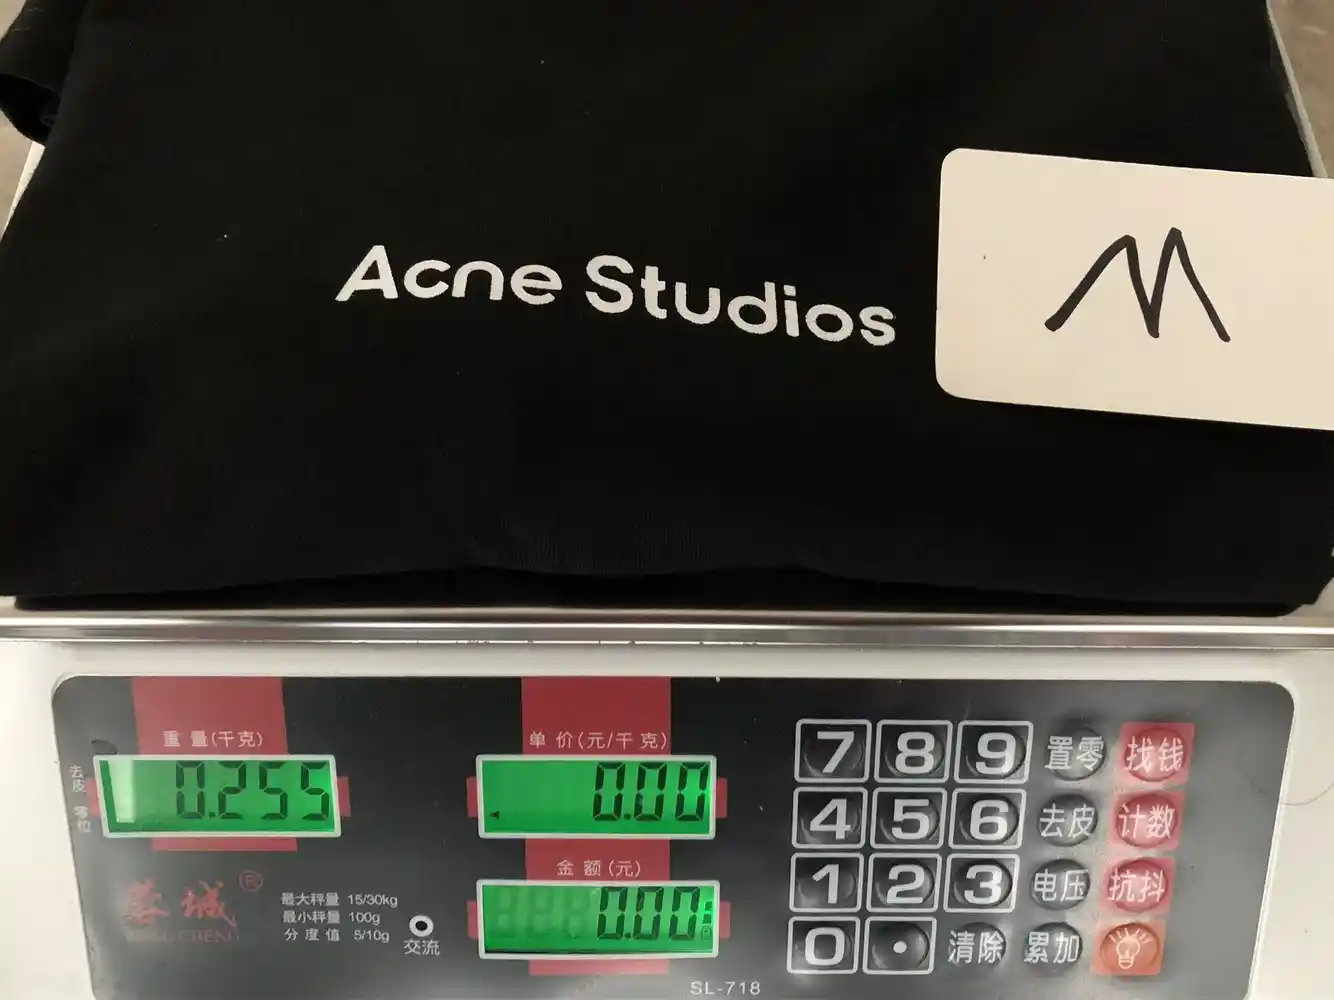 Acne Studios
M
重量(千克)
单价(元/千克)
去皮 零位
0.255
0.00
金额(元)
0.00
蓉城®
最大秤量 15/30kg
最小秤量 100g
分度值 5/10g
交流
SL-718
7 8 9 置零 找钱
4 5 6 去皮 计数
1 2 3 电压 抗抖
0 . 清除 累加